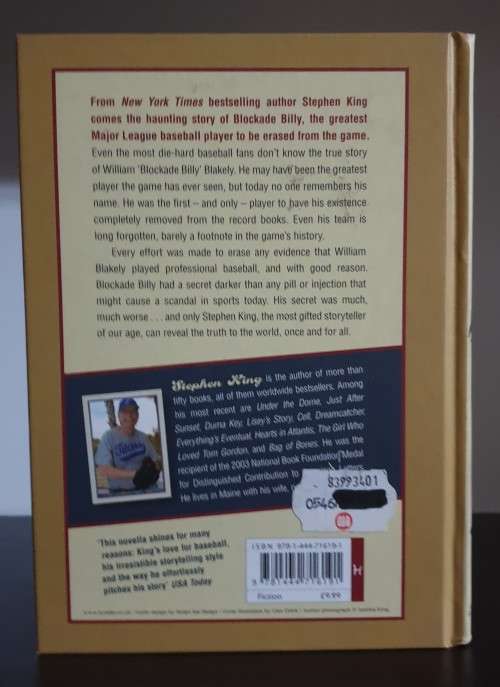 From New York Times bestselling author Stephen King
comes the haunting story of Blockade Billy, the greatest
Major League baseball player to be erased from the game.
Even the most die-hard baseball fans don't know the true story
of William 'Blockade Billy' Blakely. He may have been the greatest
player the game has ever seen, but today no one remembers his
name. He was the first – and only – player to have his existence
completely removed from the record books. Even his team is
long forgotten, barely a footnote in the game's history.
Every effort was made to erase any evidence that William
Blakely played professional baseball, and with good reason.
Blockade Billy had a secret darker than any pill or injection that
might cause a scandal in sports today. His secret was much,
much worse . . . and only Stephen King, the most gifted storyteller
of our age, can reveal the truth to the world, once and for all.
Stephen King is the author of more than
fifty books, all of them worldwide bestsellers. Among
his most recent are Under the Dome, Just After
Sunset, Duma Key, Lisey's Story, Cell, Dreamcatcher,
Everything's Eventual, Hearts in Atlantis, The Girl Who
Loved Tom Gordon, and Bag of Bones. He was the
recipient of the 2003 National Book Foundation Medal
for Distinguished Contribution to Letters
He lives in Maine with his wife,
83993401
0546
'This novella shines for many
reasons: King's love for baseball,
his irresistible storytelling style
and the way he effortlessly
pitches his story' USA Today
ISBN 978-1-444-71619-1
9 781444 716191
Fiction £9.99